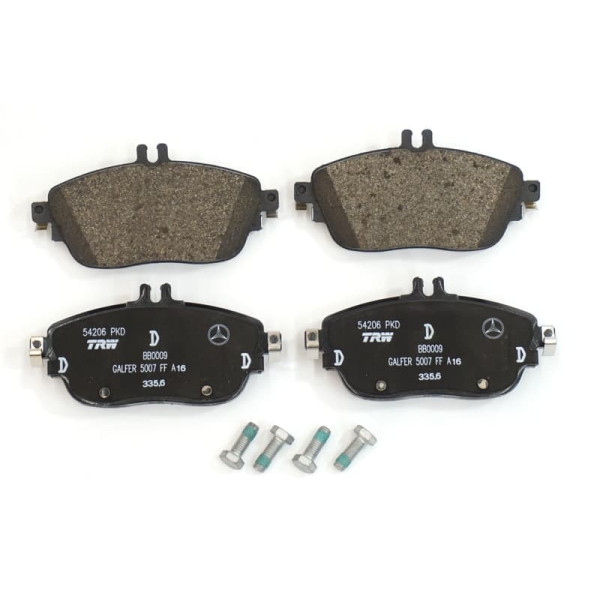 54206 PKD
TRW
D
BB0009
D
D
GALFER 5007 FF A16
335,6
54206 PKD
TRW
D
BB0009
D
D
GALFER 5007 FF A16
335,6